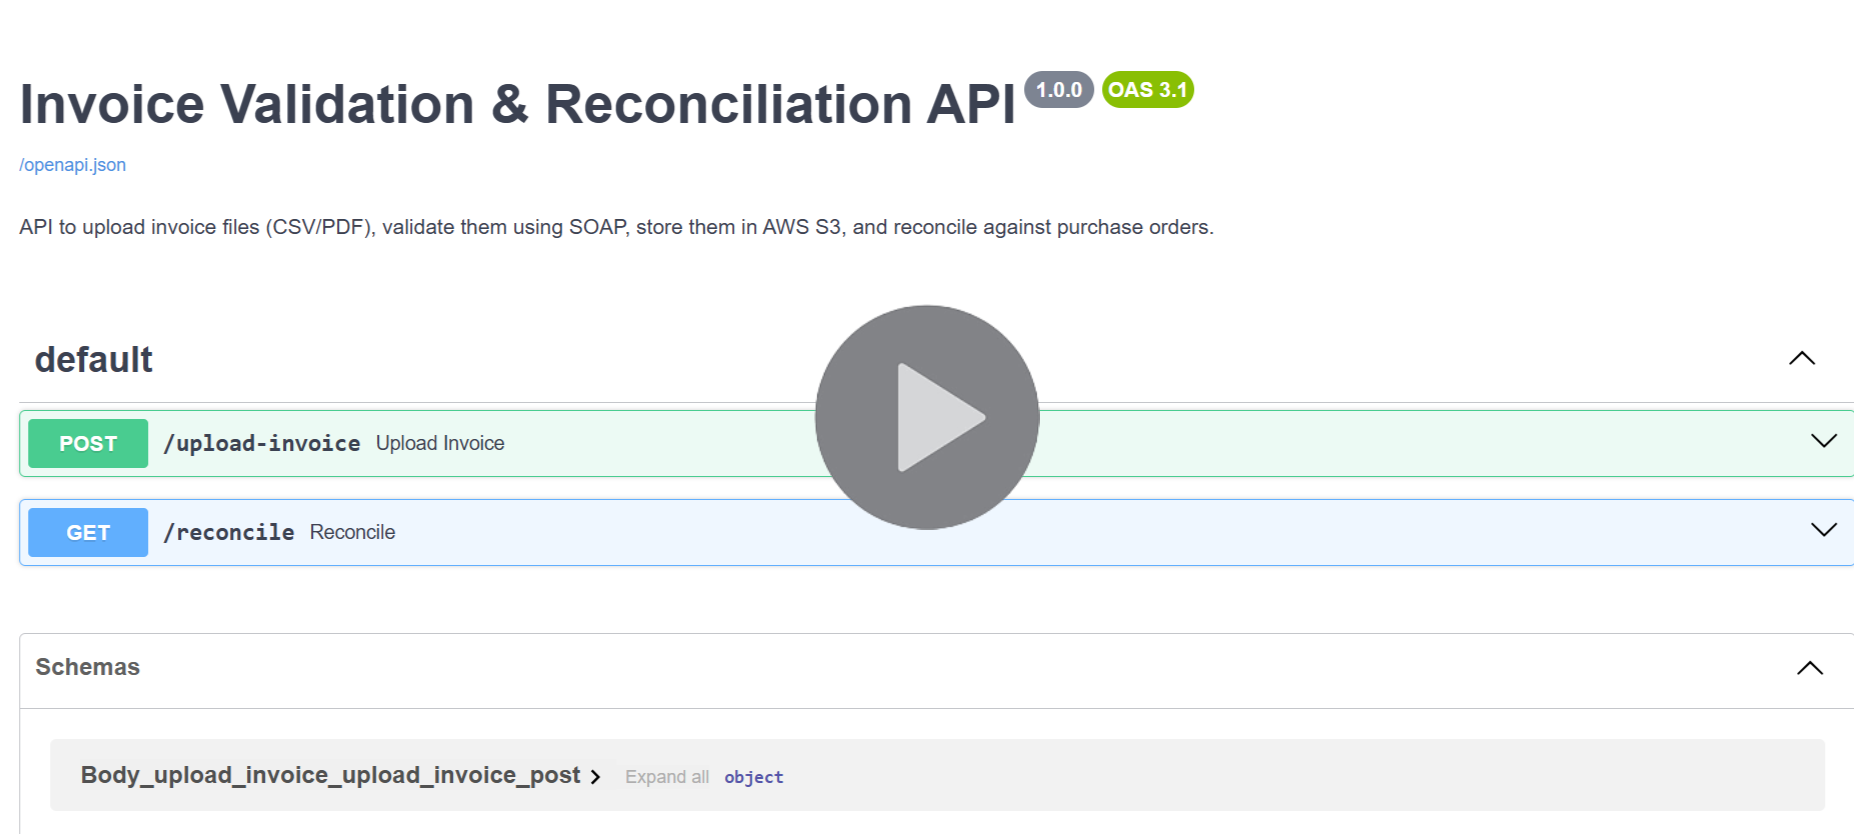 Invoice Validation & Reconciliation API 1.0.0 OAS 3.1
/openapi.json
API to upload invoice files (CSV/PDF), validate them using SOAP, store them in AWS S3, and reconcile against purchase orders.
default
POST /upload-invoice Upload Invoice
GET /reconcile Reconcile
Schemas
Body_upload_invoice_upload_invoice_post Expand all object